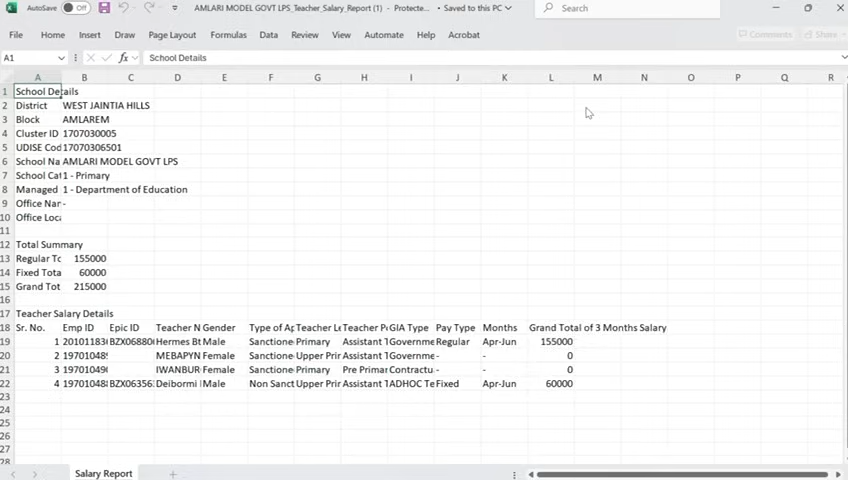 AutoSave Off AMLARI MODEL GOVT LPS_Teacher_Salary_Report (1) - Protecte... • Saved to this PC Search
File Home Insert Draw Page Layout Formulas Data Review View Automate Help Acrobat Comments Share
A1 fx School Details
A B C D E F G H I J K L M N O P Q R
1 School Details
2 District WEST JAINTIA HILLS
3 Block AMLAREM
4 Cluster ID 1707030005
5 UDISE Cod 17070306501
6 School Na AMLARI MODEL GOVT LPS
7 School Cat 1 - Primary
8 Managed 1 - Department of Education
9 Office Nar -
10 Office Loca
11
12 Total Summary
13 Regular To 155000
14 Fixed Tota 60000
15 Grand Tot 215000
16
17 Teacher Salary Details
18 Sr. No. Emp ID Epic ID Teacher N Gender Type of Ap Teacher Le Teacher Po GIA Type Pay Type Months Grand Total of 3 Months Salary
19 1 20101183 BZX068806 Hermes Bt Male Sanctione Primary Assistant T Governme Regular Apr-Jun 155000
20 2 19701048 MEBAPYN Female Sanctione Upper Prir Assistant T Governme - - 0
21 3 19701049 IWANBUR Female Sanctione Primary Pre Primar Contractu - - 0
22 4 19701048 BZX06356 Deibormi Male Non Sanct Upper Prir Assistant T ADHOC Te Fixed Apr-Jun 60000
23
24
25
26
27
28
Salary Report